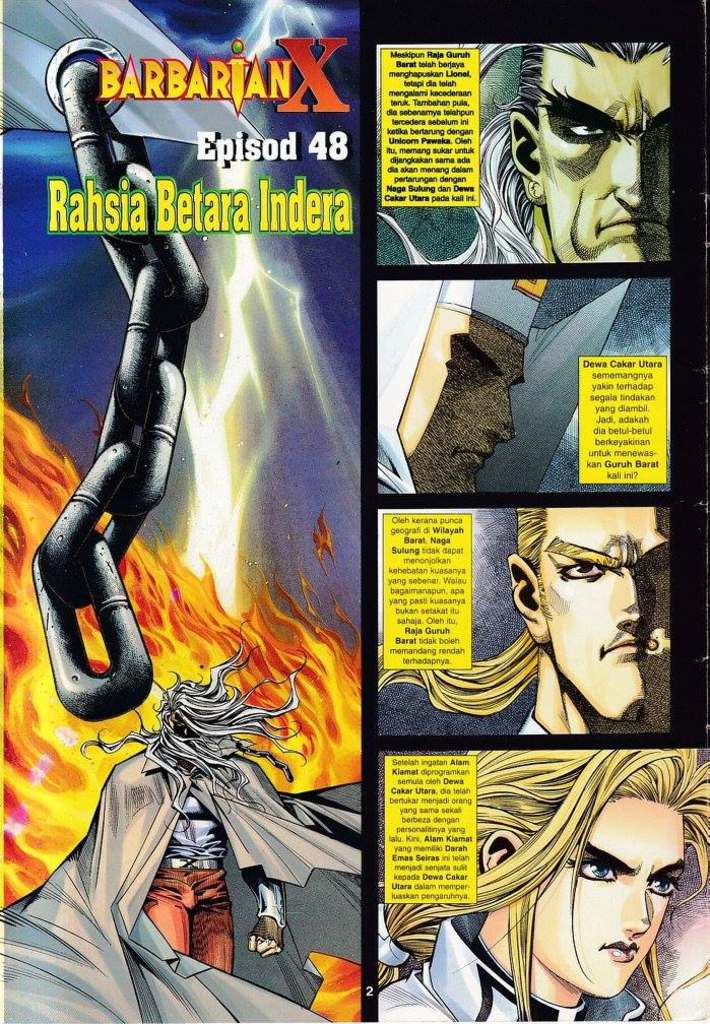 BARBARIAN X
Episod 48
Rahsia Betara Indera
Meskipun Raja Guruh
Barat telah berjaya
menghapuskan Lionel,
tetapi dia telah
mengalami kecederaan
teruk. Tambahan pula,
dia sebenarnya telahpun
tercedera sebelum ini
ketika bertarung dengan
Unicorn Pawaka. Oleh
itu, memang sukar untuk
dijangkakan sama ada
dia akan menang dalam
pertarungan dengan
Naga Sulung dan Dewa
Cakar Utara pada kali ini.
Dewa Cakar Utara
sememangnya
yakin terhadap
segala tindakan
yang diambil.
Jadi, adakah
dia betul-betul
berkeyakinan
untuk menewas-
kan Guruh Barat
kali ini?
Oleh kerana punca
geografi di Wilayah
Barat, Naga
Sulung tidak dapat
menonjolkan
kehebatan kuasanya
yang sebenar. Walau
bagaimanapun, apa
yang pasti kuasanya
bukan setakat itu
sahaja. Oleh itu,
Raja Guruh
Barat tidak boleh
memandang rendah
terhadapnya.
Setelah ingatan Alam
Kiamat diprogramkan
semula oleh Dewa
Cakar Utara, dia telah
bertukar menjadi orang
yang sama sekali
berbeza dengan
personalitinya yang
lalu. Kini, Alam Kiamat
yang memiliki Darah
Emas Seiras ini telah
menjadi senjata sulit
kepada Dewa Cakar
Utara dalam memper-
luaskan pengaruhnya.
2